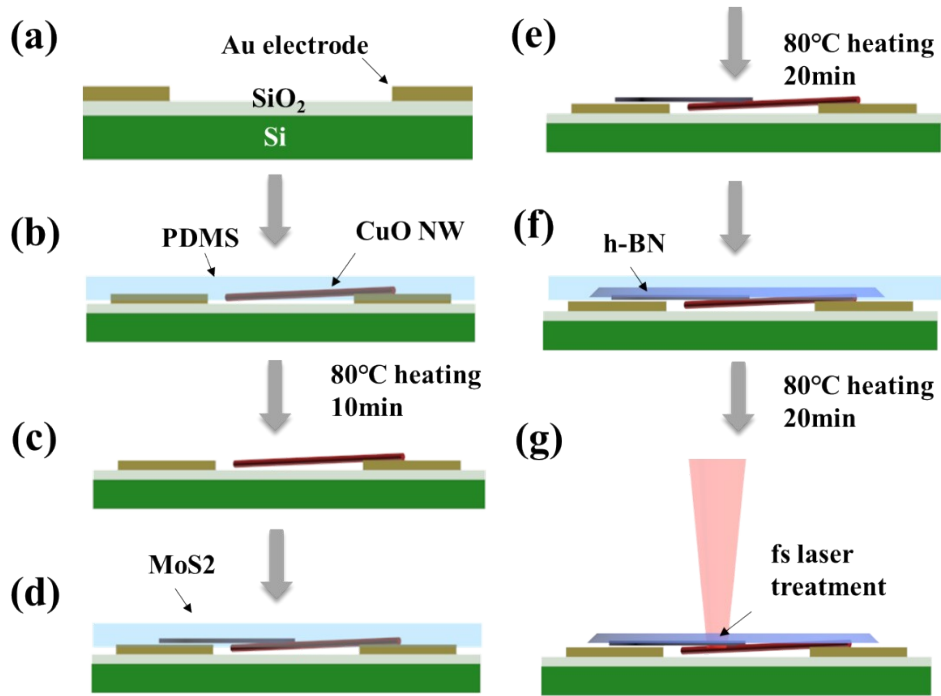 (a)
Au electrode
SiO₂
Si
(b)
PDMS
CuO NW
80°C heating
10min
(c)
MoS2
(d)
(e)
80°C heating
20min
(f)
h-BN
80°C heating
20min
(g)
fs laser
treatment